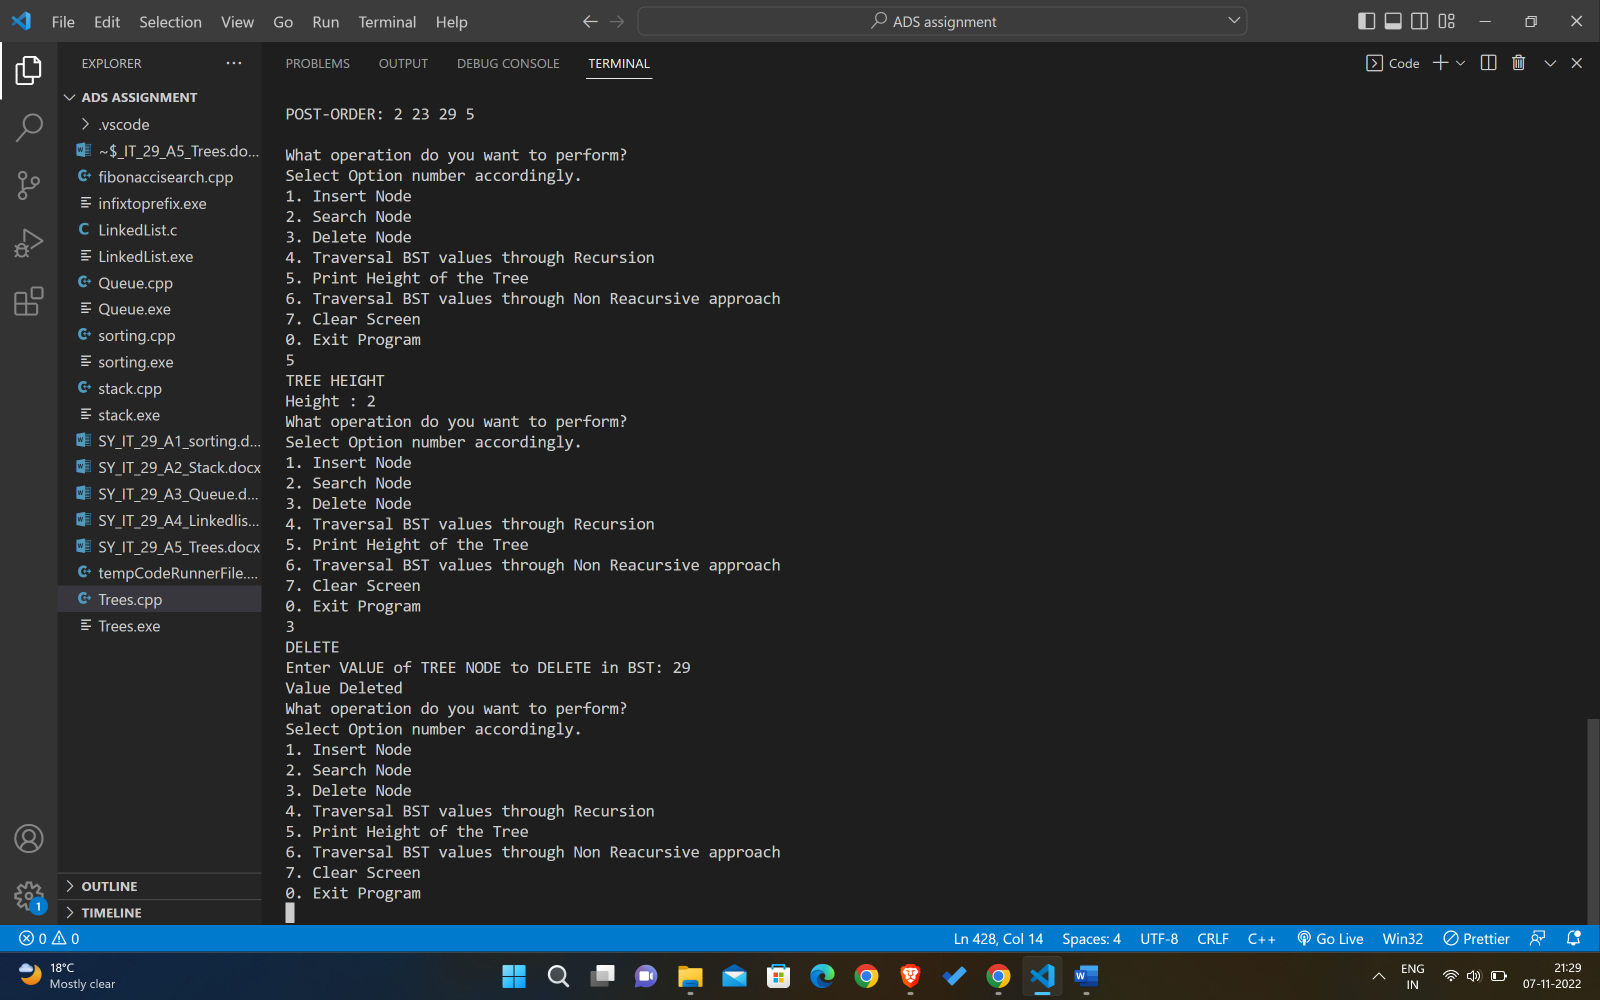 File Edit Selection View Go Run Terminal Help
ADS assignment
EXPLORER
PROBLEMS OUTPUT DEBUG CONSOLE TERMINAL
Code
ADS ASSIGNMENT
.vscode
~$_IT_29_A5_Trees.do...
fibonaccisearch.cpp
infixtoprefix.exe
LinkedList.c
LinkedList.exe
Queue.cpp
Queue.exe
sorting.cpp
sorting.exe
stack.cpp
stack.exe
SY_IT_29_A1_sorting.d...
SY_IT_29_A2_Stack.docx
SY_IT_29_A3_Queue.d...
SY_IT_29_A4_Linkedlis...
SY_IT_29_A5_Trees.docx
tempCodeRunnerFile....
Trees.cpp
Trees.exe
OUTLINE
TIMELINE
POST-ORDER: 2 23 29 5
What operation do you want to perform?
Select Option number accordingly.
1. Insert Node
2. Search Node
3. Delete Node
4. Traversal BST values through Recursion
5. Print Height of the Tree
6. Traversal BST values through Non Reacursive approach
7. Clear Screen
0. Exit Program
5
TREE HEIGHT
Height : 2
What operation do you want to perform?
Select Option number accordingly.
1. Insert Node
2. Search Node
3. Delete Node
4. Traversal BST values through Recursion
5. Print Height of the Tree
6. Traversal BST values through Non Reacursive approach
7. Clear Screen
0. Exit Program
3
DELETE
Enter VALUE of TREE NODE to DELETE in BST: 29
Value Deleted
What operation do you want to perform?
Select Option number accordingly.
1. Insert Node
2. Search Node
3. Delete Node
4. Traversal BST values through Recursion
5. Print Height of the Tree
6. Traversal BST values through Non Reacursive approach
7. Clear Screen
0. Exit Program
1
0 0
Ln 428, Col 14 Spaces: 4 UTF-8 CRLF C++ Go Live Win32 Prettier
18°C
Mostly clear
ENG
IN
21:29
07-11-2022